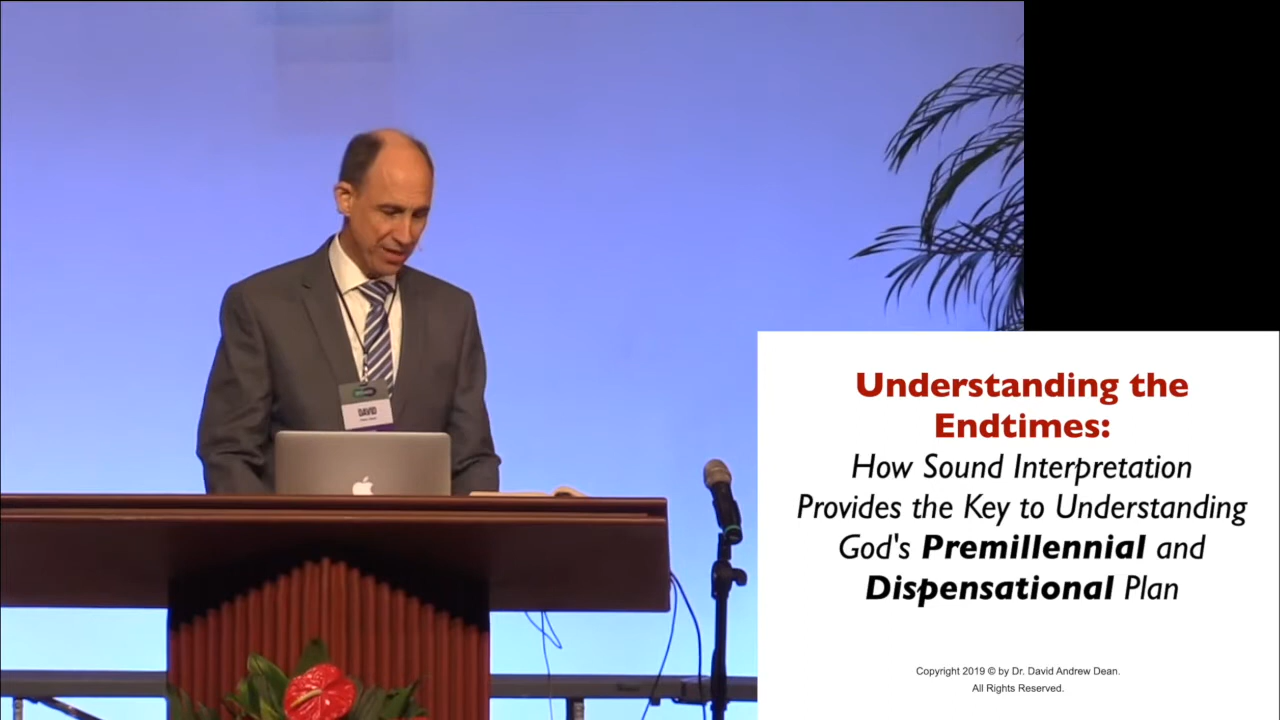 DAVID
Understanding the
Endtimes:
How Sound Interpretation
Provides the Key to Understanding
God's Premillennial and
Dispensational Plan
Copyright 2019 © by Dr. David Andrew Dean.
All Rights Reserved.